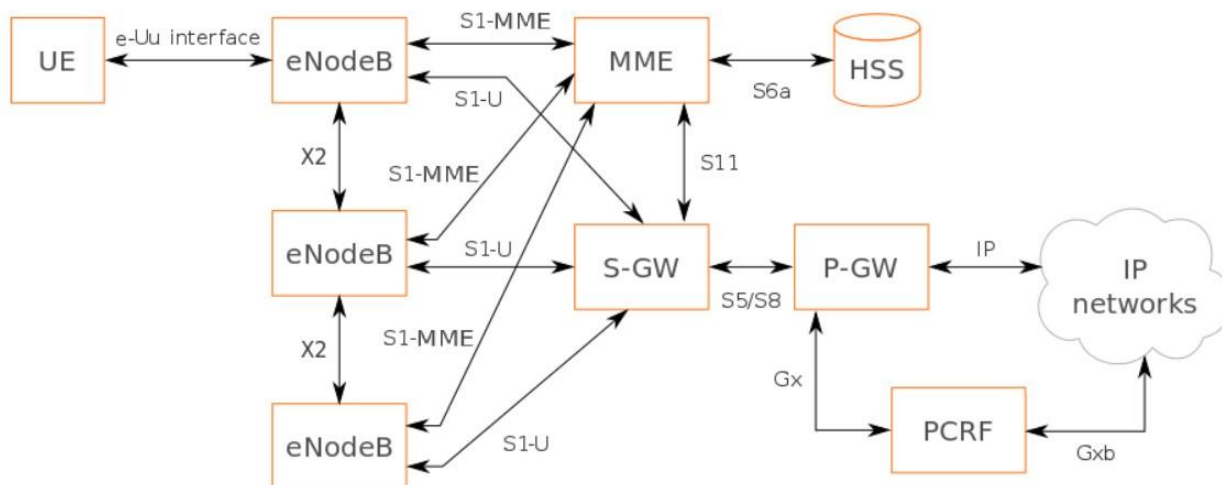 S1-MME
e-Uu interface
UE
eNodeB
MME
HSS
S1-U
S6a
X2
S1-MME
S11
eNodeB
S1-U
S-GW
P-GW
IP
IP
networks
S5/S8
X2
S1-MME
Gx
eNodeB
S1-U
PCRF
Gxb